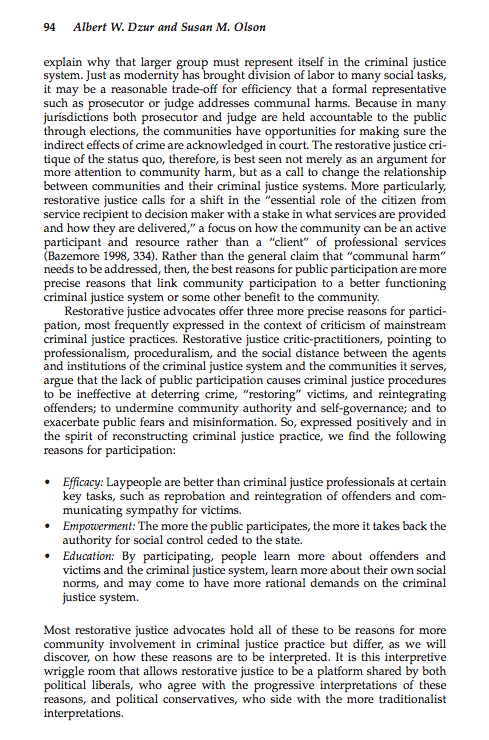 94 Albert W. Dzur and Susan M. Olson
explain why that larger group must represent itself in the criminal justice
system. Just as modernity has brought division of labor to many social tasks,
it may be a reasonable trade-off for efficiency that a formal representative
such as prosecutor or judge addresses communal harms. Because in many
jurisdictions both prosecutor and judge are held accountable to the public
through elections, the communities have opportunities for making sure the
indirect effects of crime are acknowledged in court. The restorative justice cri-
tique of the status quo, therefore, is best seen not merely as an argument for
more attention to community harm, but as a call to change the relationship
between communities and their criminal justice systems. More particularly,
restorative justice calls for a shift in the “essential role of the citizen from
service recipient to decision maker with a stake in what services are provided
and how they are delivered,” a focus on how the community can be an active
participant and resource rather than a “client” of professional services
(Bazemore 1998, 334). Rather than the general claim that “communal harm”
needs to be addressed, then, the best reasons for public participation are more
precise reasons that link community participation to a better functioning
criminal justice system or some other benefit to the community.
Restorative justice advocates offer three more precise reasons for partici-
pation, most frequently expressed in the context of criticism of mainstream
criminal justice practices. Restorative justice critic-practitioners, pointing to
professionalism, proceduralism, and the social distance between the agents
and institutions of the criminal justice system and the communities it serves,
argue that the lack of public participation causes criminal justice procedures
to be ineffective at deterring crime, “restoring” victims, and reintegrating
offenders; to undermine community authority and self-governance; and to
exacerbate public fears and misinformation. So, expressed positively and in
the spirit of reconstructing criminal justice practice, we find the following
reasons for participation:
• Efficacy: Laypeople are better than criminal justice professionals at certain
key tasks, such as reprobation and reintegration of offenders and com-
municating sympathy for victims.
• Empowerment: The more the public participates, the more it takes back the
authority for social control ceded to the state.
• Education: By participating, people learn more about offenders and
victims and the criminal justice system, learn more about their own social
norms, and may come to have more rational demands on the criminal
justice system.
Most restorative justice advocates hold all of these to be reasons for more
community involvement in criminal justice practice but differ, as we will
discover, on how these reasons are to be interpreted. It is this interpretive
wriggle room that allows restorative justice to be a platform shared by both
political liberals, who agree with the progressive interpretations of these
reasons, and political conservatives, who side with the more traditionalist
interpretations.